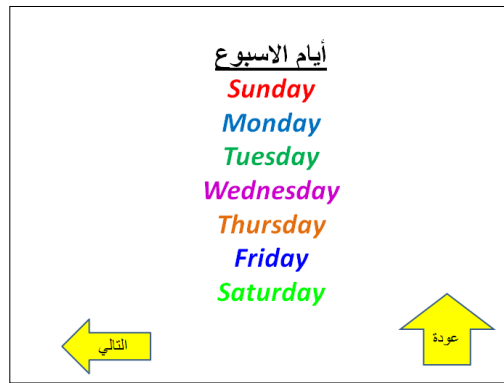 أيام الاسبوع
Sunday
Monday
Tuesday
Wednesday
Thursday
Friday
Saturday
عودة
التالي